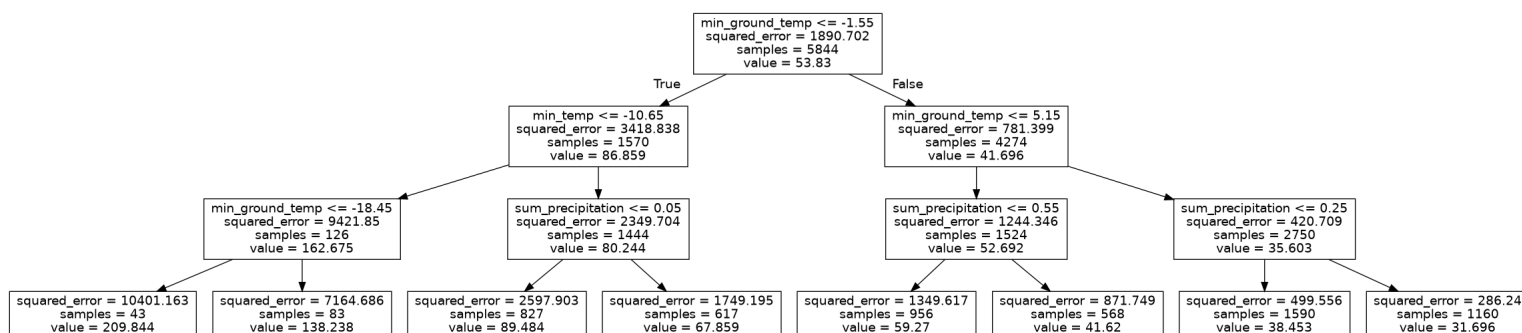 min_ground_temp <= -1.55
squared_error = 1890.702
samples = 5844
value = 53.83
True
False
min_temp <= -10.65
squared_error = 3418.838
samples = 1570
value = 86.859
min_ground_temp <= 5.15
squared_error = 781.399
samples = 4274
value = 41.696
min_ground_temp <= -18.45
squared_error = 9421.85
samples = 126
value = 162.675
sum_precipitation <= 0.05
squared_error = 2349.704
samples = 1444
value = 80.244
sum_precipitation <= 0.55
squared_error = 1244.346
samples = 1524
value = 52.692
sum_precipitation <= 0.25
squared_error = 420.709
samples = 2750
value = 35.603
squared_error = 10401.163
samples = 43
value = 209.844
squared_error = 7164.686
samples = 83
value = 138.238
squared_error = 2597.903
samples = 827
value = 89.484
squared_error = 1749.195
samples = 617
value = 67.859
squared_error = 1349.617
samples = 956
value = 59.27
squared_error = 871.749
samples = 568
value = 41.62
squared_error = 499.556
samples = 1590
value = 38.453
squared_error = 286.24
samples = 1160
value = 31.696